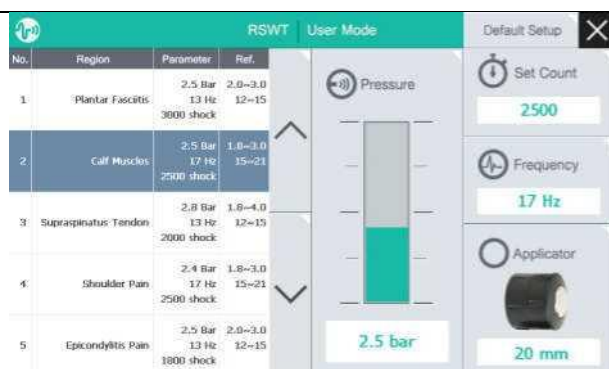 RSWT User Mode Default Setup
No. Region Parameter Ref.
1 Plantar Fasciitis 2.5 Bar 2.0~3.0
13 Hz 12~15
3000 shock
2 Calf Muscles 2.5 Bar 1.8~3.0
17 Hz 15~21
2500 shock
3 Supraspinatus Tendon 2.8 Bar 1.8~4.0
13 Hz 12~15
2000 shock
4 Shoulder Pain 2.4 Bar 1.8~3.0
17 Hz 15~21
2500 shock
5 Epicondylitis Pain 2.5 Bar 2.0~3.0
13 Hz 12~15
1800 shock
Pressure
2.5 bar
Set Count
2500
Frequency
17 Hz
Applicator
20 mm